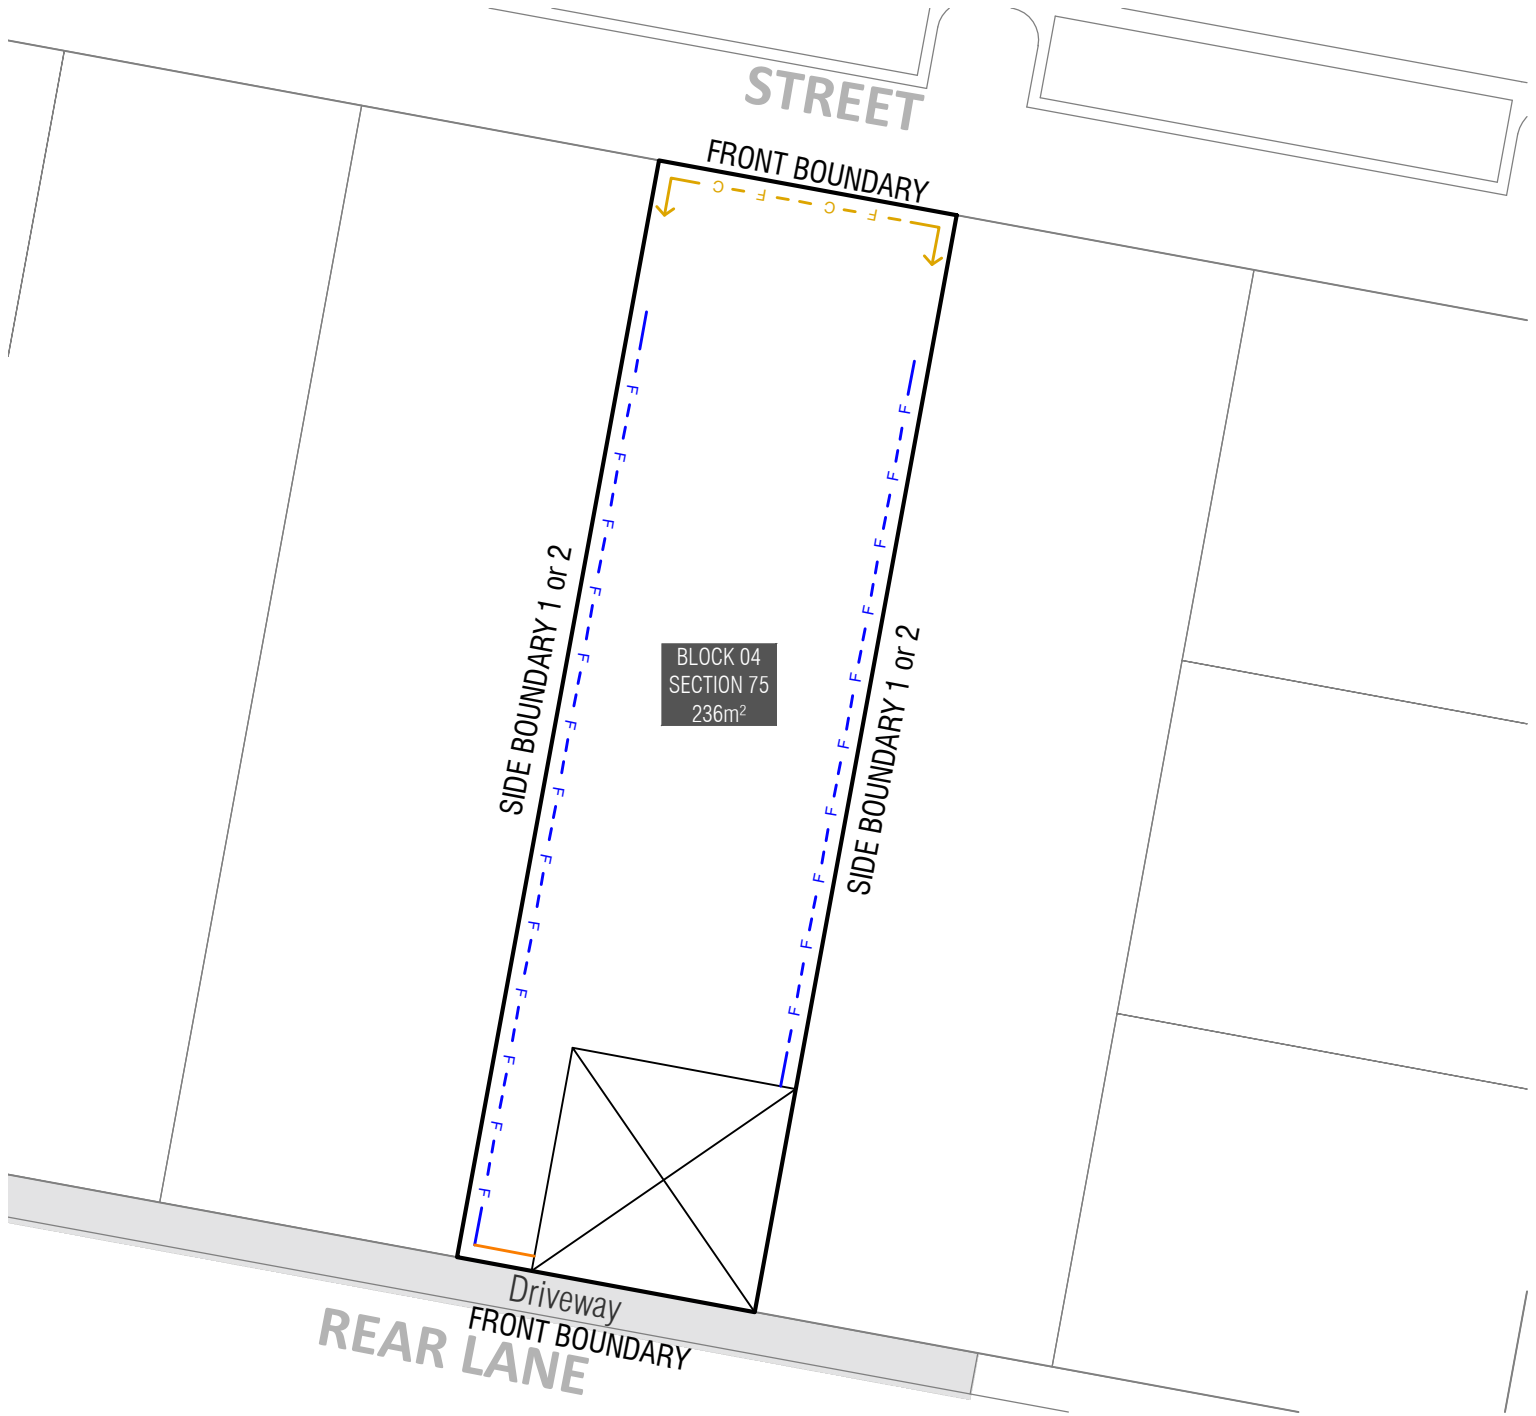 STREET
FRONT BOUNDARY
C F C F
F F F F F F F F F F F F F
F F F F F F F F F F
SIDE BOUNDARY 1 or 2
BLOCK 04
SECTION 75
236m²
SIDE BOUNDARY 1 or 2
Driveway
FRONT BOUNDARY
REAR LANE